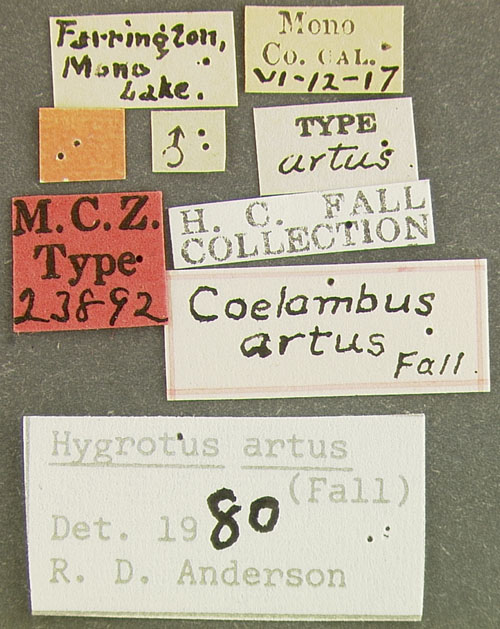 Farrington,
Mono
Lake.
Mono
Co. CAL.
VI-12-17
♂
TYPE
artus
M.C.Z.
Type
23892
H. C. FALL
COLLECTION
Coelambus
artus
Fall.
Hygrotus artus
(Fall)
Det. 1980
R. D. Anderson